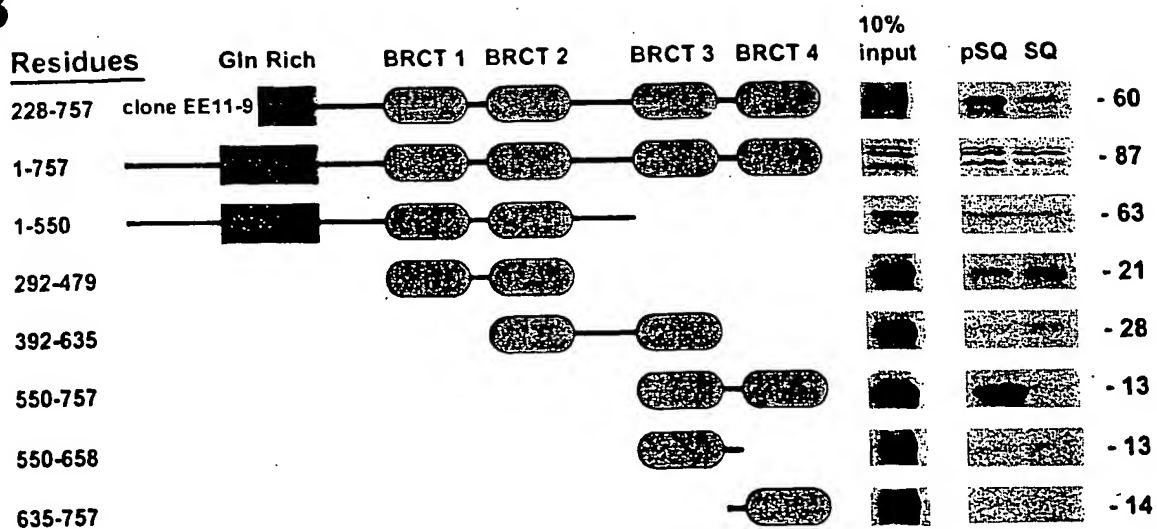 B
10%
Residues Gln Rich BRCT 1 BRCT 2 BRCT 3 BRCT 4 input pSQ SQ
228-757 clone EE11-9 - 60
1-757 - 87
1-550 - 63
292-479 - 21
392-635 - 28
550-757 - 13
550-658 - 13
635-757 - 14